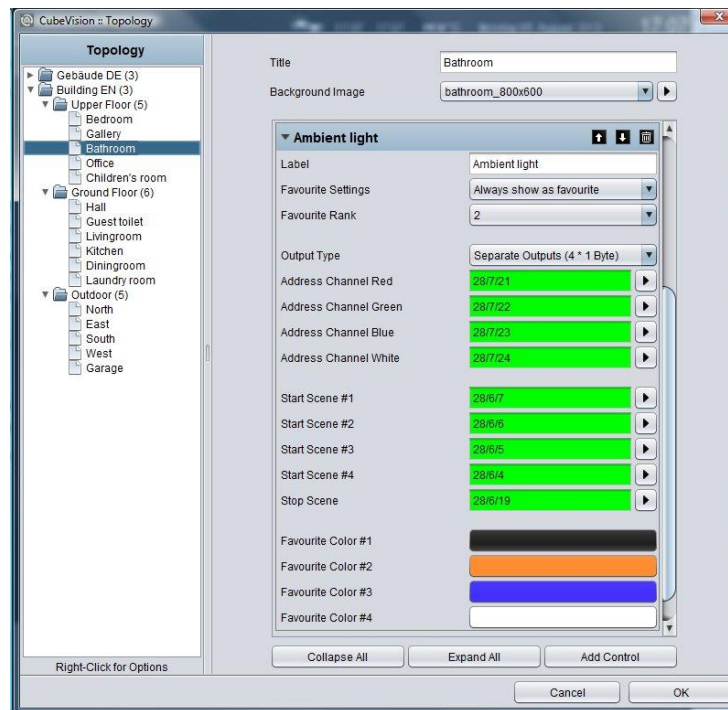 CubeVision :: Topology
Topology
Gebäude DE (3)
Building EN (3)
Upper Floor (5)
Bedroom
Gallery
Bathroom
Office
Children's room
Ground Floor (6)
Hall
Guest toilet
Livingroom
Kitchen
Diningroom
Laundry room
Outdoor (5)
North
East
South
West
Garage
Right-Click for Options
Title Bathroom
Background Image bathroom_800x600
Ambient light
Label Ambient light
Favourite Settings Always show as favourite
Favourite Rank 2
Output Type Separate Outputs (4 * 1 Byte)
Address Channel Red 28/7/21
Address Channel Green 28/7/22
Address Channel Blue 28/7/23
Address Channel White 28/7/24
Start Scene #1 28/6/7
Start Scene #2 28/6/6
Start Scene #3 28/6/5
Start Scene #4 28/6/4
Stop Scene 28/6/19
Favourite Color #1
Favourite Color #2
Favourite Color #3
Favourite Color #4
Collapse All Expand All Add Control
Cancel OK